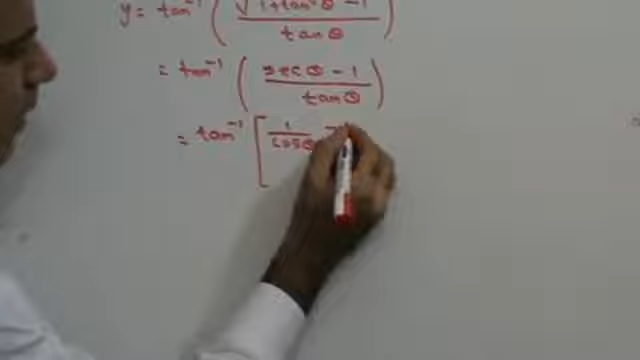 y = tan⁻¹ ( √(1+tan²θ) −1 / tanθ )
= tan⁻¹ ( secθ − 1 / tanθ )
= tan⁻¹ [ 1/cosθ −